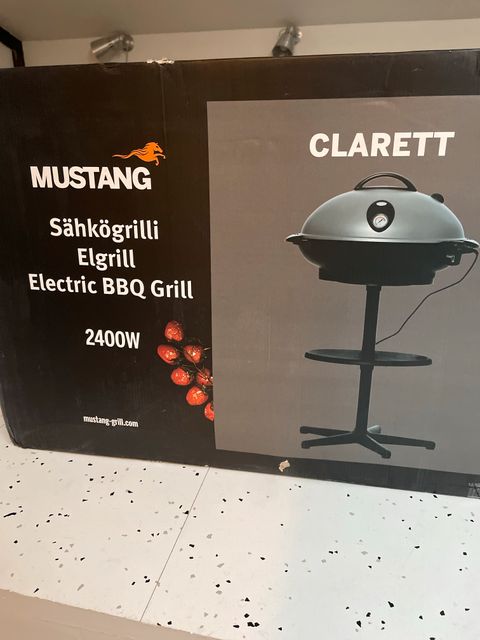 MUSTANG
Sähkögrilli
Elgrill
Electric BBQ Grill
2400W
mustang-grill.com
CLARETT